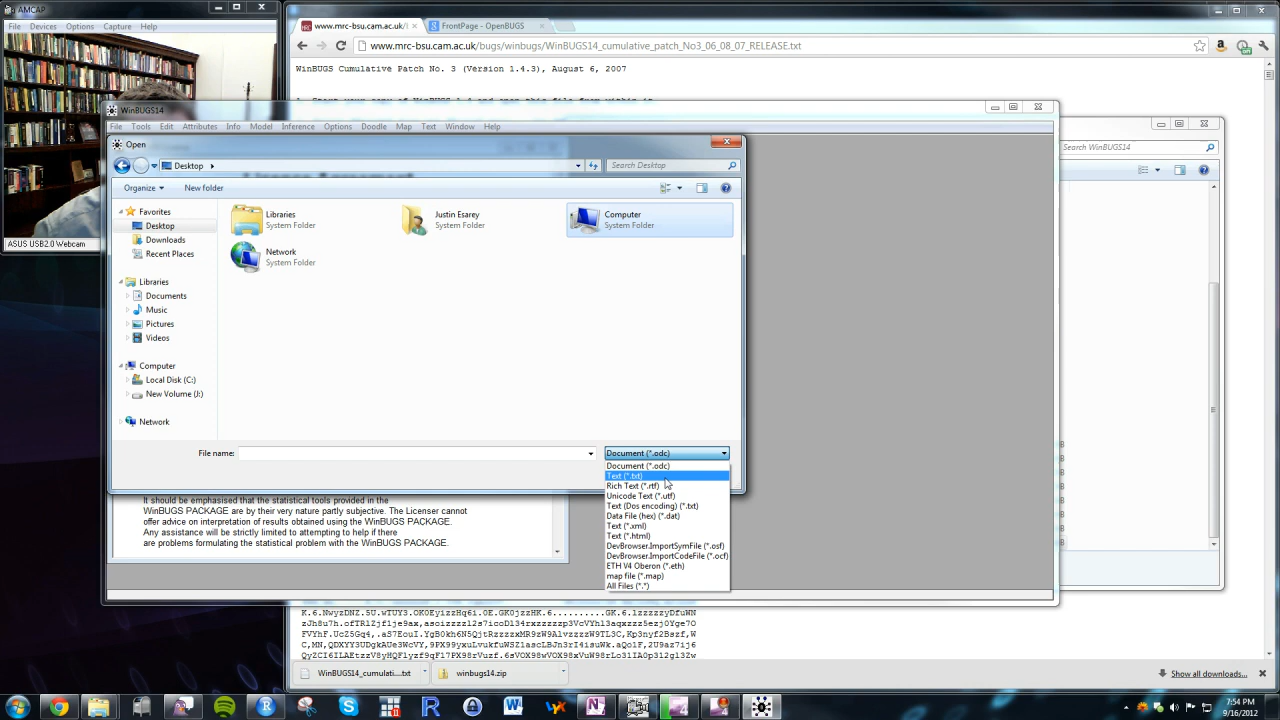 AMCAP
File Devices Options Capture Help
ASUS USB2.0 Webcam
www.mrc-bsu.cam.ac.uk/b
FrontPage - OpenBUGS
www.mrc-bsu.cam.ac.uk/bugs/winbugs/WinBUGS14_cumulative_patch_No3_06_08_07_RELEASE.txt
WinBUGS Cumulative Patch No. 3 (Version 1.4.3), August 6, 2007
WinBUGS14
File Tools Edit Attributes Info Model Inference Options Doodle Map Text Window Help
Search WinBUGS14
Open
Desktop
Search Desktop
Organize
New folder
Favorites
Desktop
Downloads
Recent Places
Libraries
Documents
Music
Pictures
Videos
Computer
Local Disk (C:)
New Volume (J:)
Network
Libraries
System Folder
Justin Esarey
System Folder
Computer
System Folder
Network
System Folder
File name:
Document (*.odc)
Document (*.odc)
Text (*.txt)
Rich Text (*.rtf)
Unicode Text (*.utf)
Text (Dos encoding) (*.txt)
Data File (hex) (*.dat)
Text (*.xml)
Text (*.html)
DevBrowser.ImportSymFile (*.osf)
DevBrowser.ImportCodeFile (*.ocf)
ETH V4 Oberon (*.eth)
map file (*.map)
All Files (*.*)
It should be emphasised that the statistical tools provided in the
WinBUGS PACKAGE are by their very nature partly subjective. The Licenser cannot
offer advice on interpretation of results obtained using the WinBUGS PACKAGE.
Any assistance will be strictly limited to attempting to help if there
are problems formulating the statistical problem with the WinBUGS PACKAGE.
WinBUGS14_cumulati....txt
winbugs14.zip
Show all downloads...
7:54 PM
9/16/2012